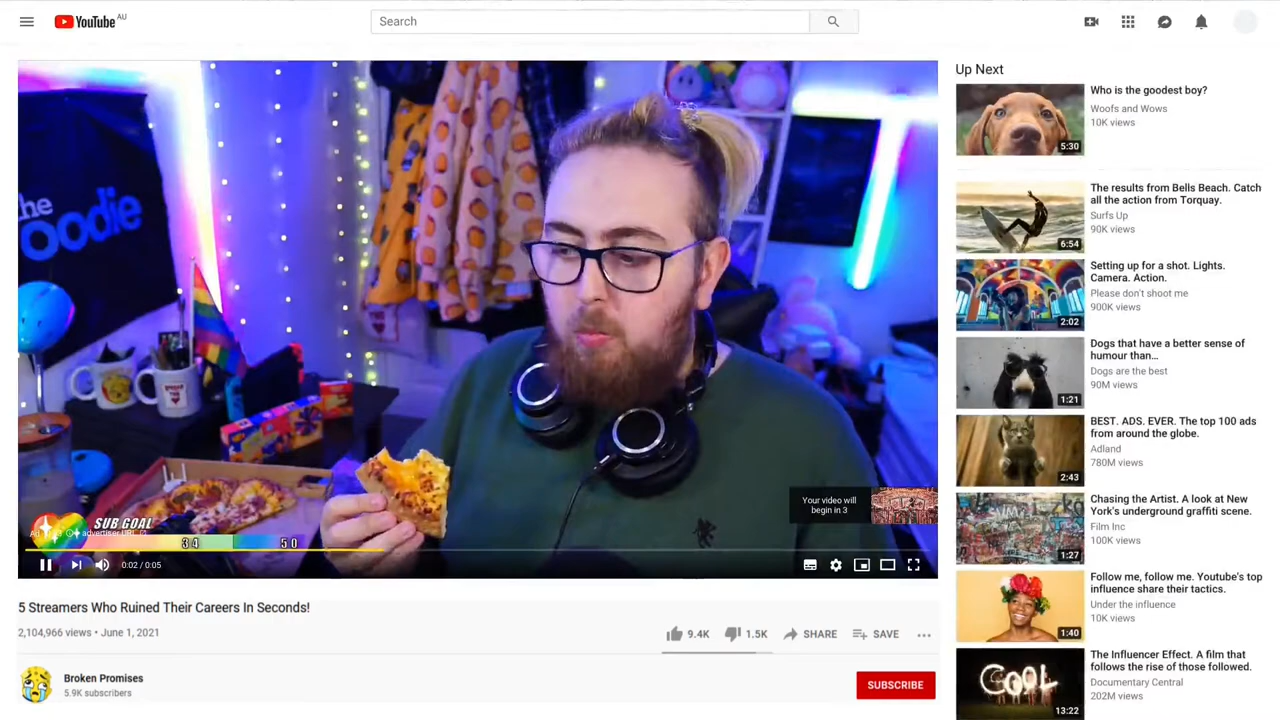 YouTube AU
Search
the
oodie
SUB GOAL
34
50
advertiser URL
Your video will
begin in 3
0:02 / 0:05
5 Streamers Who Ruined Their Careers In Seconds!
2,104,966 views • June 1, 2021
9.4K
1.5K
SHARE
SAVE
Broken Promises
5.9K subscribers
SUBSCRIBE
Up Next
Who is the goodest boy?
Woofs and Wows
10K views
5:30
The results from Bells Beach. Catch
all the action from Torquay.
Surfs Up
90K views
6:54
Setting up for a shot. Lights.
Camera. Action.
Please don't shoot me
900K views
2:02
Dogs that have a better sense of
humour than...
Dogs are the best
90M views
1:21
BEST. ADS. EVER. The top 100 ads
from around the globe.
Adland
780M views
2:43
Chasing the Artist. A look at New
York's underground graffiti scene.
Film Inc
100K views
1:27
Follow me, follow me. Youtube's top
influence share their tactics.
Under the influence
10K views
1:40
The Influencer Effect. A film that
follows the rise of those followed.
Documentary Central
202M views
COOL
13:22